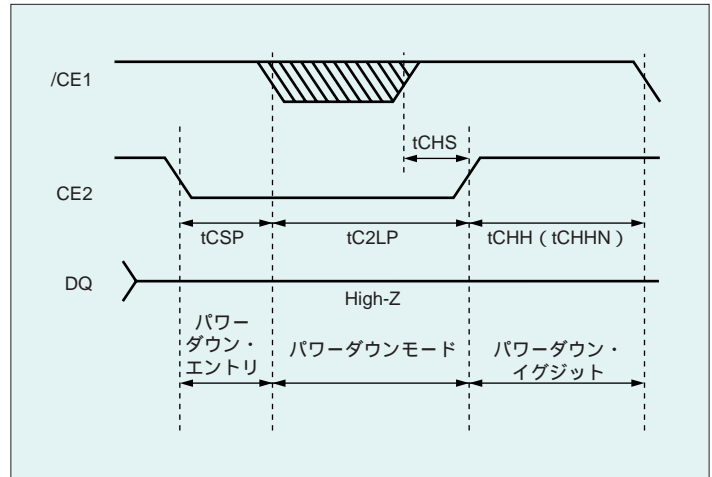 /CE1
tCHS
CE2
tCSP
tC2LP
tCHH（tCHHN）
DQ
High-Z
パワー
ダウン・
エントリ
パワーダウンモード
パワーダウン・
イグジット